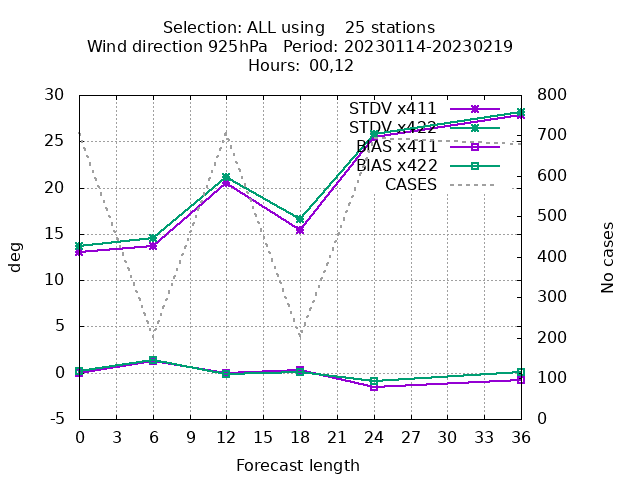 Selection: ALL using    25 stations
Wind direction 925hPa   Period: 20230114-20230219
Hours: 00,12
30
25
20
15
10
5
0
-5
800
700
600
500
400
300
200
100
0
STDV x411
STDV x422
BIAS x411
BIAS x422
CASES
deg
No cases
0 3 6 9 12 15 18 21 24 27 30 33 36
Forecast length